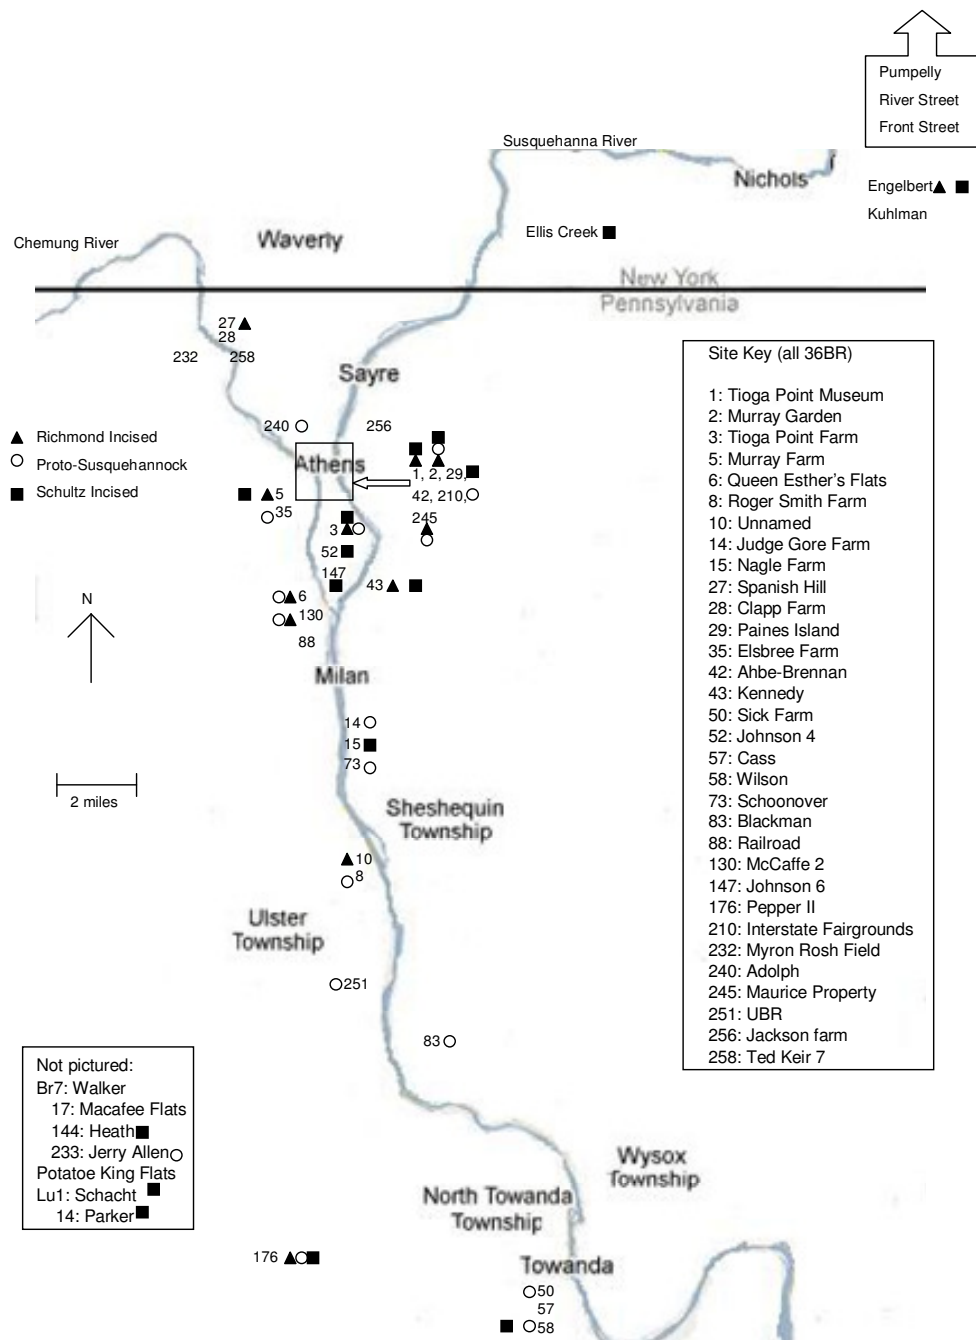 Pumpelly
River Street
Front Street
Susquehanna River
Nichols
Engelbert
Kuhlman
Ellis Creek
Chemung River
Waverly
New York
Pennsylvania
27
28
232 258
Sayre
Site Key (all 36BR)
1: Tioga Point Museum
2: Murray Garden
3: Tioga Point Farm
5: Murray Farm
6: Queen Esther's Flats
8: Roger Smith Farm
10: Unnamed
14: Judge Gore Farm
15: Nagle Farm
27: Spanish Hill
28: Clapp Farm
29: Paines Island
35: Elsbree Farm
42: Ahbe-Brennan
43: Kennedy
50: Sick Farm
52: Johnson 4
57: Cass
58: Wilson
73: Schoonover
83: Blackman
88: Railroad
130: McCaffe 2
147: Johnson 6
176: Pepper II
210: Interstate Fairgrounds
232: Myron Rosh Field
240: Adolph
245: Maurice Property
251: UBR
256: Jackson farm
258: Ted Keir 7
Richmond Incised
Proto-Susquehannock
Schultz Incised
240
256
Athens
1, 2, 29,
42, 210,
245
5
35
3
52
147
43
6
130
88
N
Milan
14
15
73
2 miles
Sheshequin
Township
10
8
Ulster
Township
251
83
Not pictured:
Br7: Walker
17: Macafee Flats
144: Heath
233: Jerry Allen
Potatoe King Flats
Lu1: Schacht
14: Parker
Wysox
Township
North Towanda
Township
176
Towanda
50
57
58